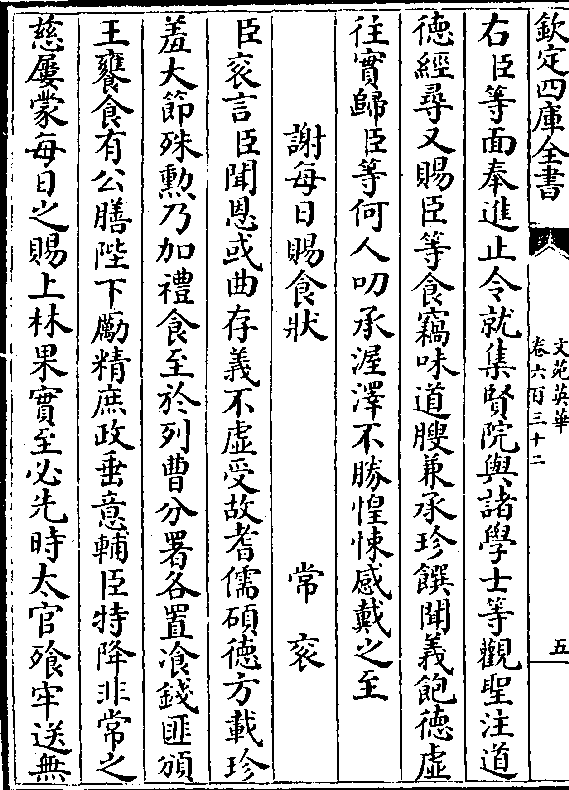 欽定四庫全書
文苑英華
卷六百三十二
五
右臣等面奉進止令就集賢院與諸學士等觀聖注道
徳經尋又賜臣等食竊味道腴兼承珍饌聞義飽徳虛
往實歸臣等何人叨承渥澤不勝惶悚感戴之至
謝每日賜食狀 常衮
臣衮言臣聞恩或曲存義不虛受故耆儒碩徳方載珍
羞大節殊勲乃加禮食至於列曹分署各置飡錢匪頒
王饔食有公膳陛下勵精庶政垂意輔臣特降非常之
慈屢蒙每日之賜上林果實至必先時太官飱牢送無